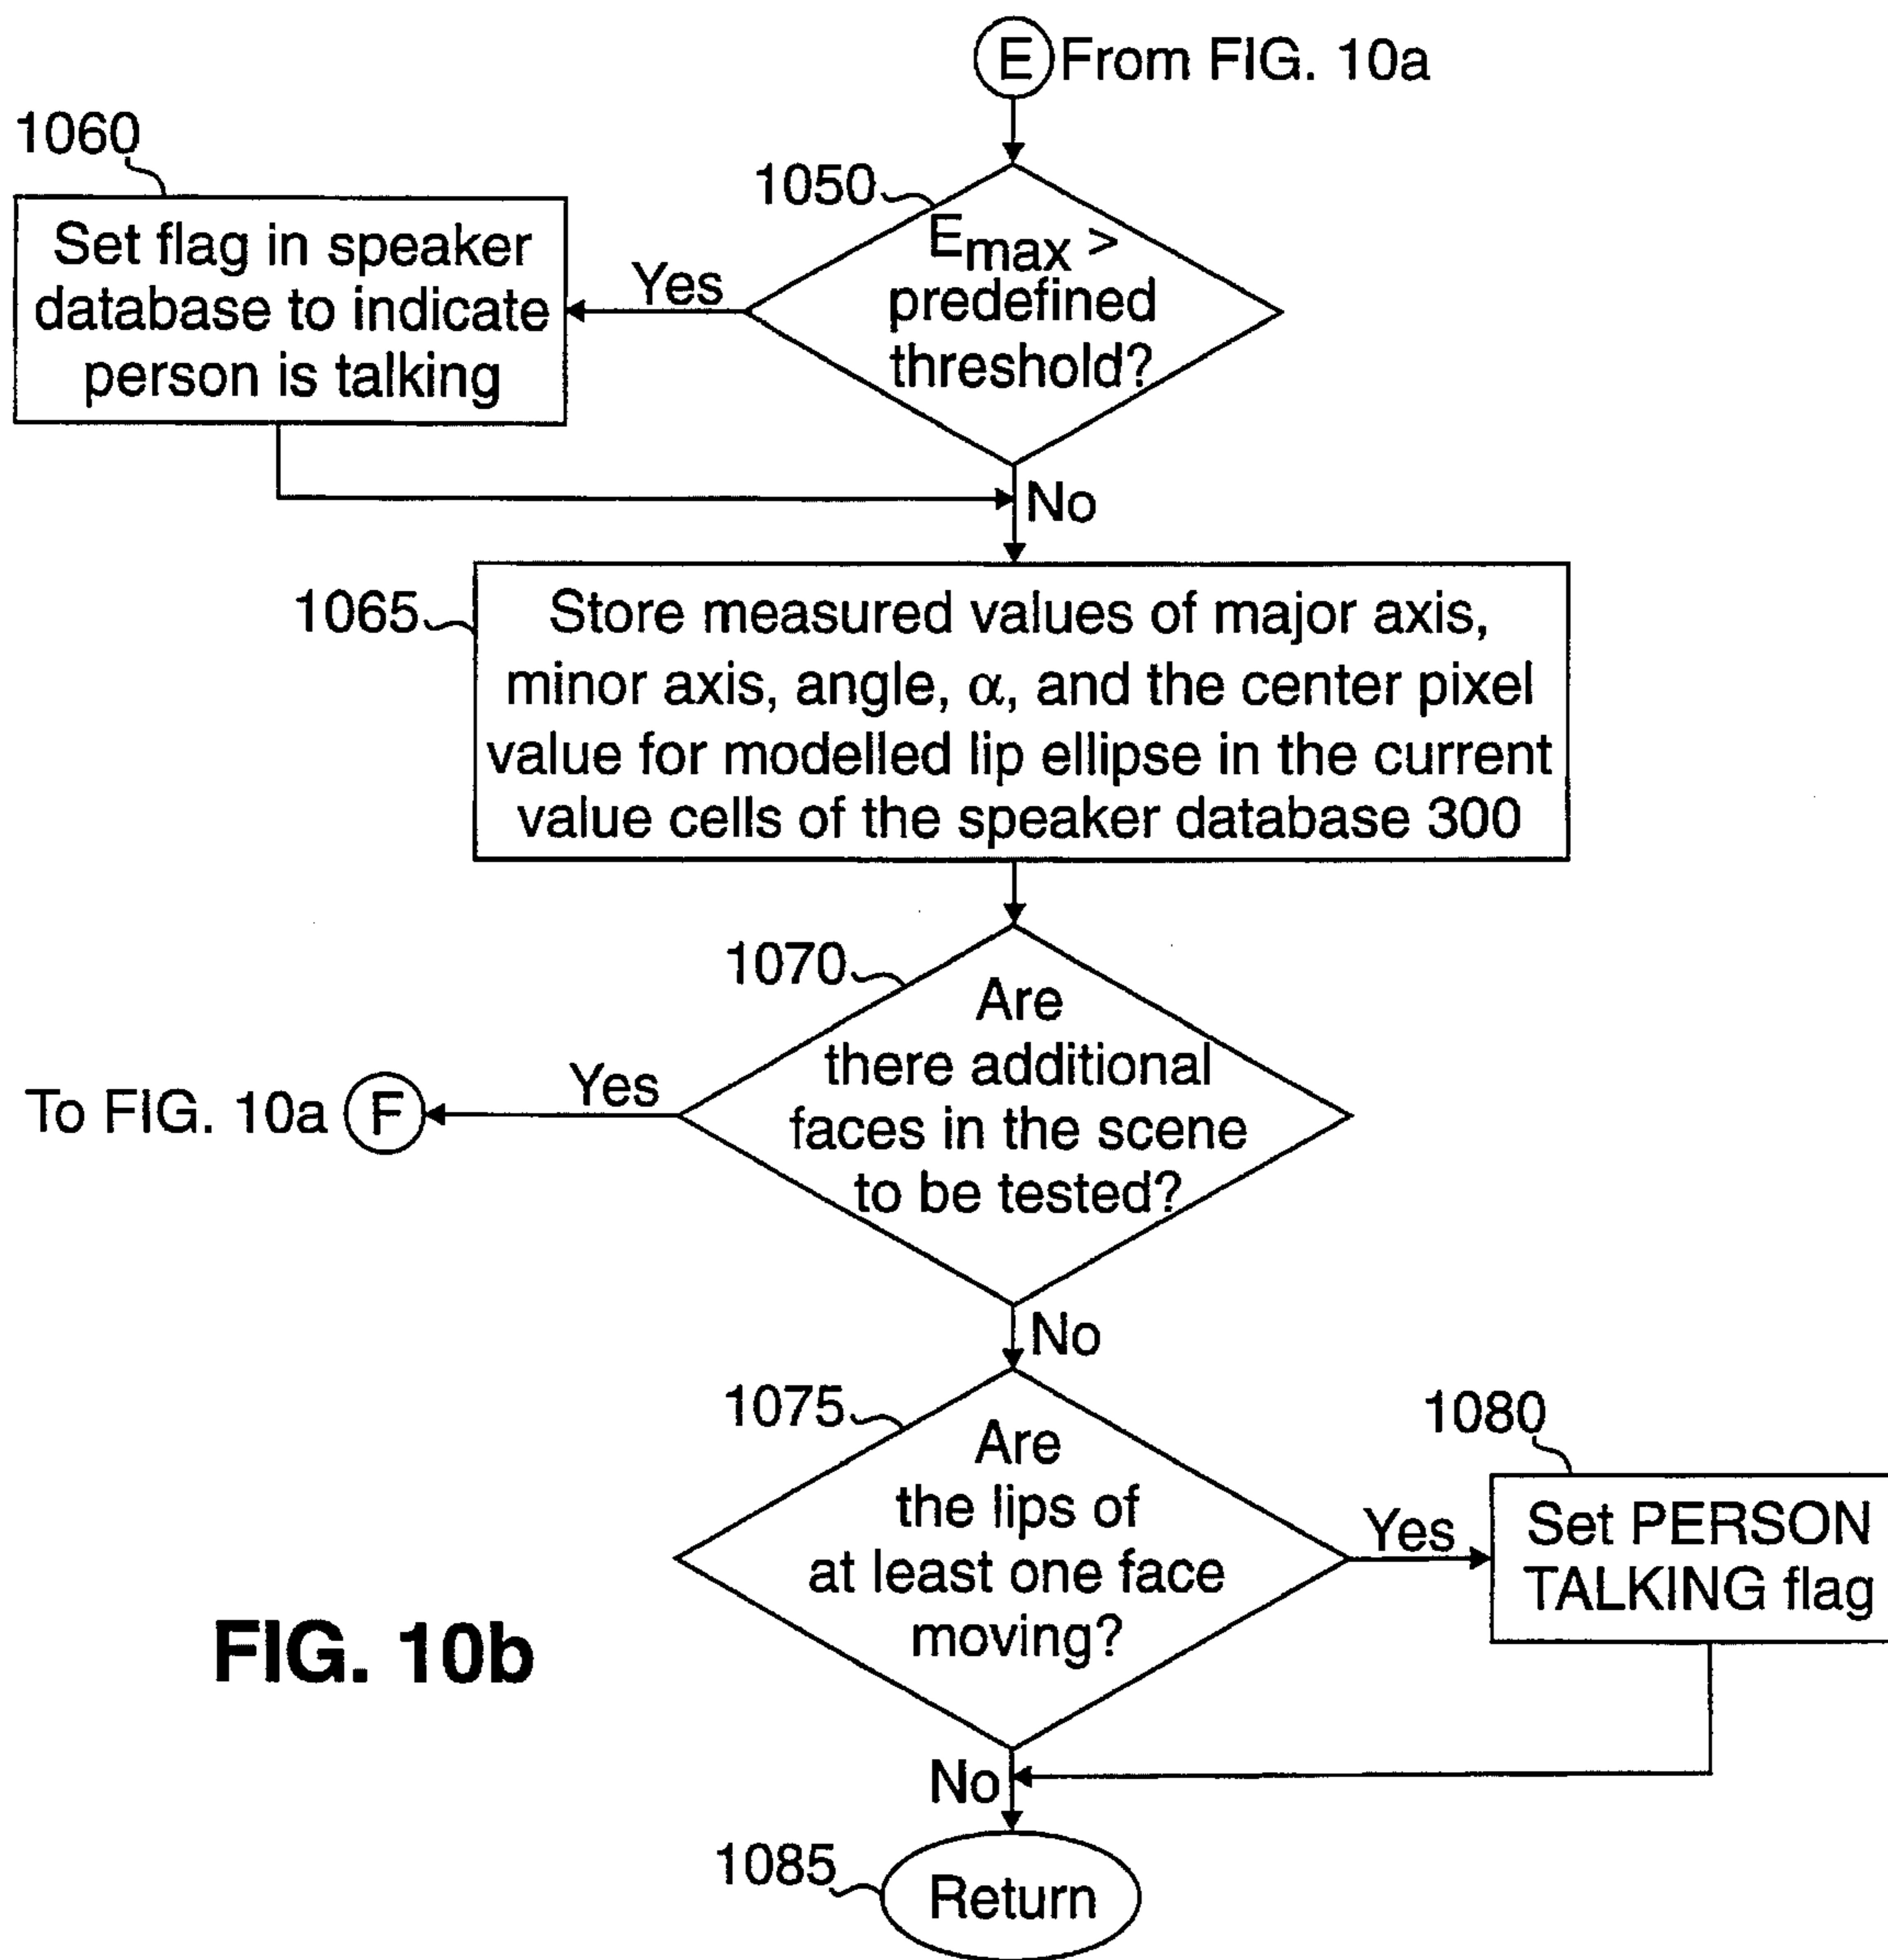 E From FIG. 10a
1060
1050
Emax >
predefined
threshold?
Yes
Set flag in speaker
database to indicate
person is talking
No
1065
Store measured values of major axis,
minor axis, angle, α, and the center pixel
value for modelled lip ellipse in the current
value cells of the speaker database 300
1070
Are
there additional
faces in the scene
to be tested?
Yes
To FIG. 10a F
No
1075
Are
the lips of
at least one face
moving?
Yes
1080
Set PERSON
TALKING flag
FIG. 10b
No
1085
Return